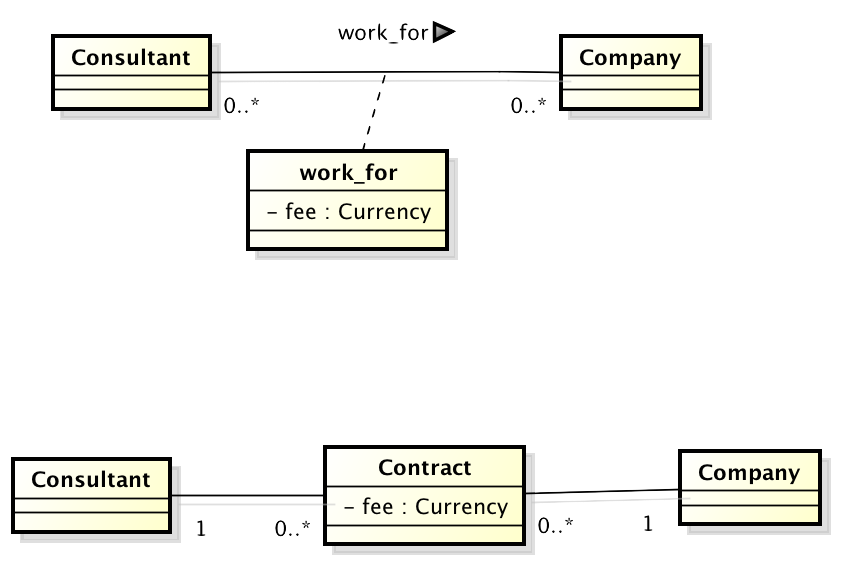 work_for
Consultant
Company
0..*
0..*
work_for
- fee : Currency
Consultant
Contract
Company
- fee : Currency
1
0..*
0..*
1